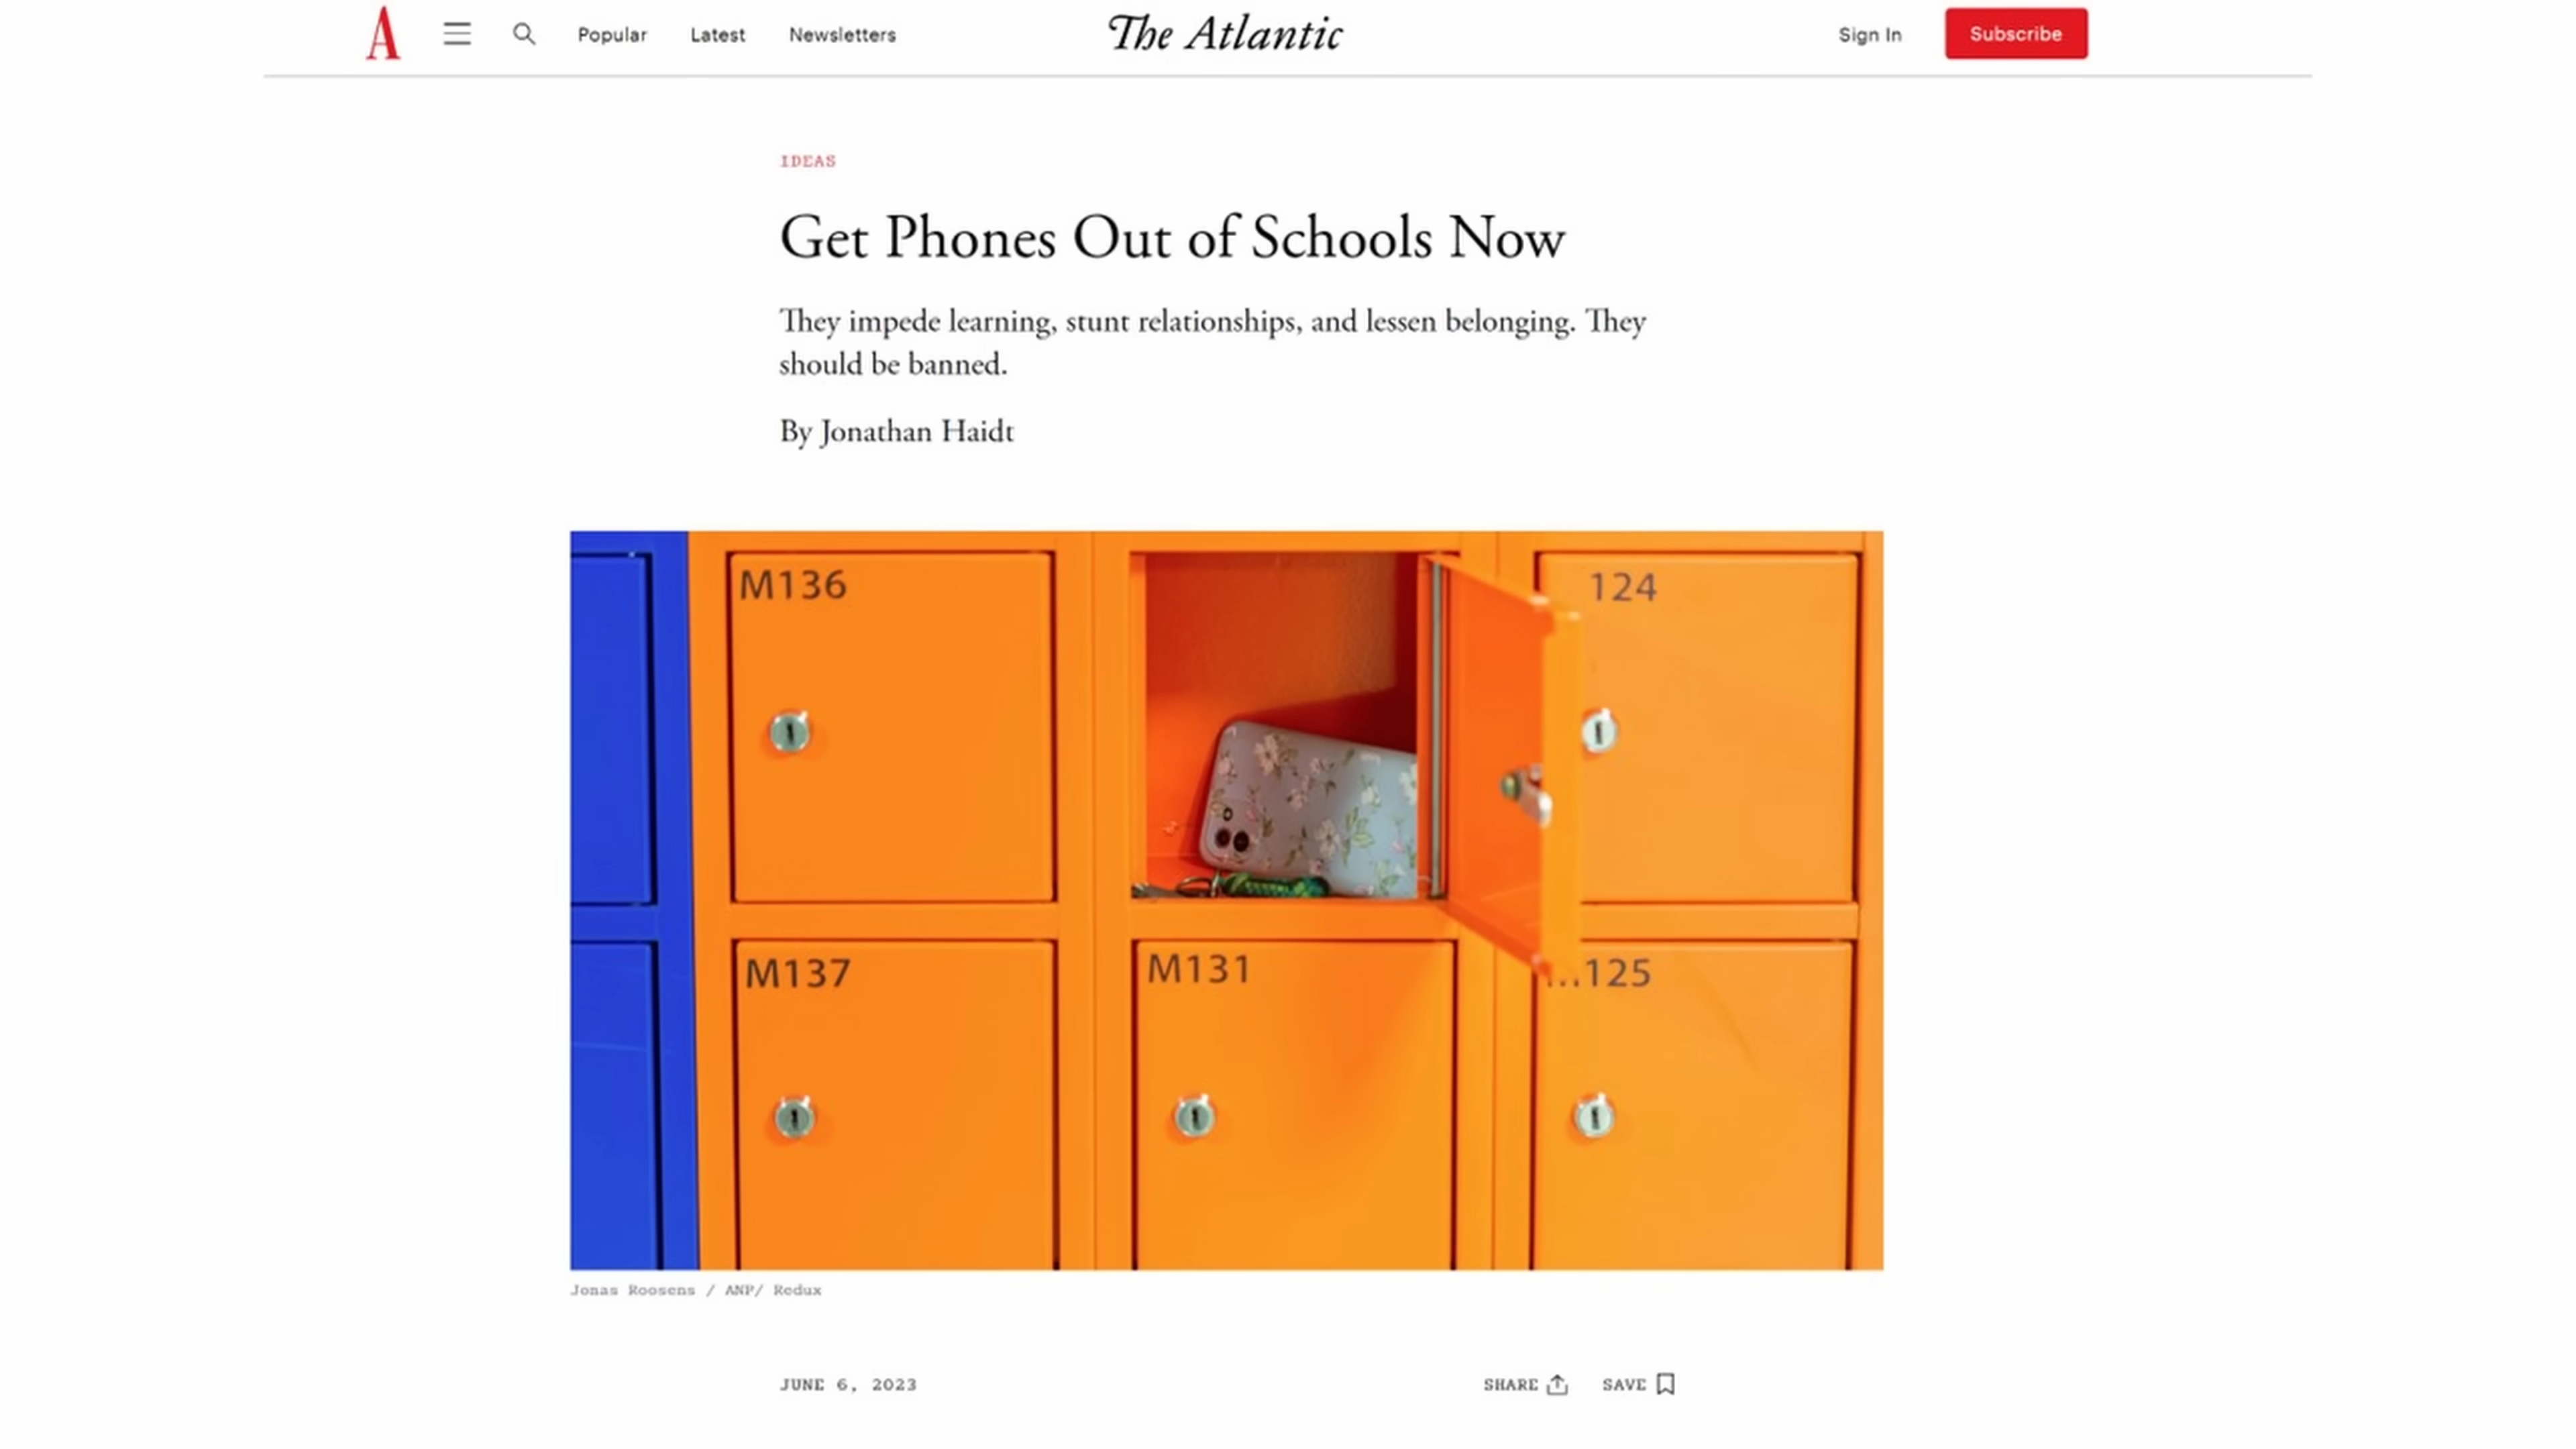 A Popular Latest Newsletters The Atlantic Sign In Subscribe
IDEAS
Get Phones Out of Schools Now
They impede learning, stunt relationships, and lessen belonging. They
should be banned.
By Jonathan Haidt
M136 124
M137 M131 125
Jonas Roosens / ANP/ Redux
JUNE 6, 2023 SHARE SAVE